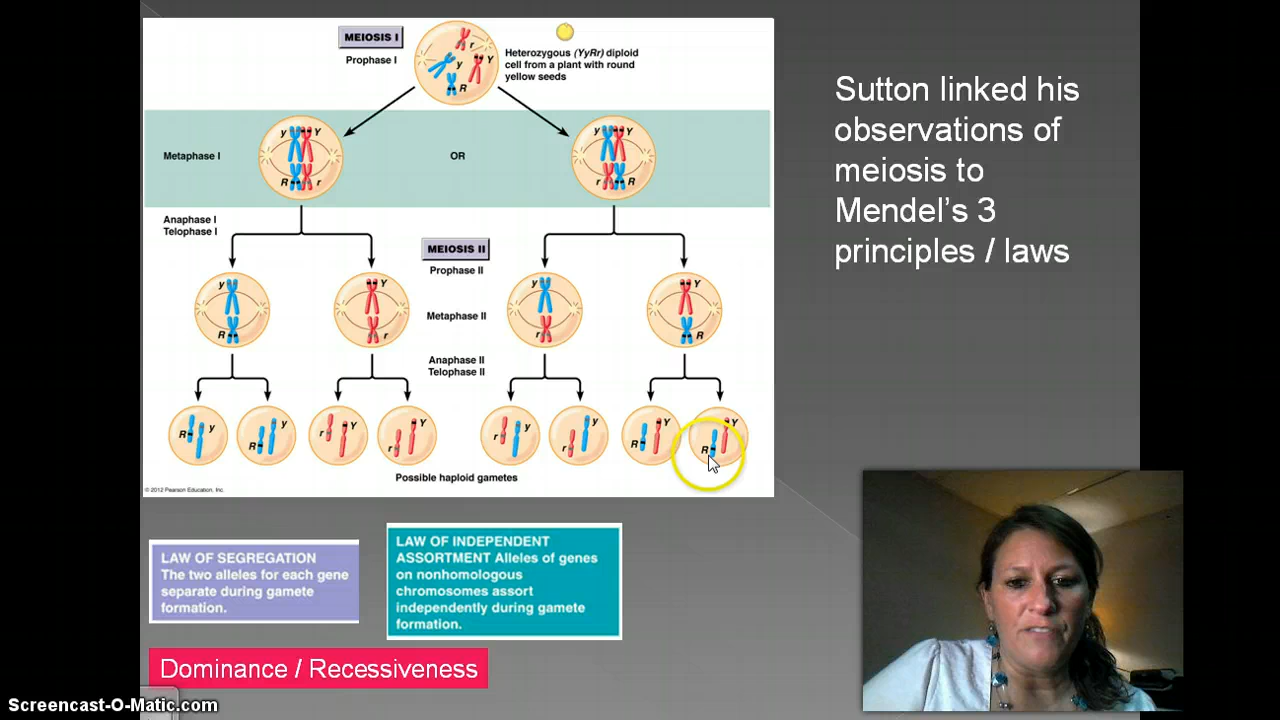 MEIOSIS I
Prophase I
r
Y
y
R
Heterozygous (YyRr) diploid
cell from a plant with round
yellow seeds
Sutton linked his
observations of
meiosis to
Mendel's 3
principles / laws
Metaphase I
y Y
R r
OR
y Y
r R
Anaphase I
Telophase I
MEIOSIS II
Prophase II
y
R
Y
r
y
r
Y
R
Metaphase II
Anaphase II
Telophase II
R y
R y
r Y
r Y
r y
r y
R Y
R Y
Possible haploid gametes
© 2012 Pearson Education, Inc.
LAW OF SEGREGATION
The two alleles for each gene
separate during gamete
formation.
LAW OF INDEPENDENT
ASSORTMENT Alleles of genes
on nonhomologous
chromosomes assort
independently during gamete
formation.
Dominance / Recessiveness
Screencast-O-Matic.com